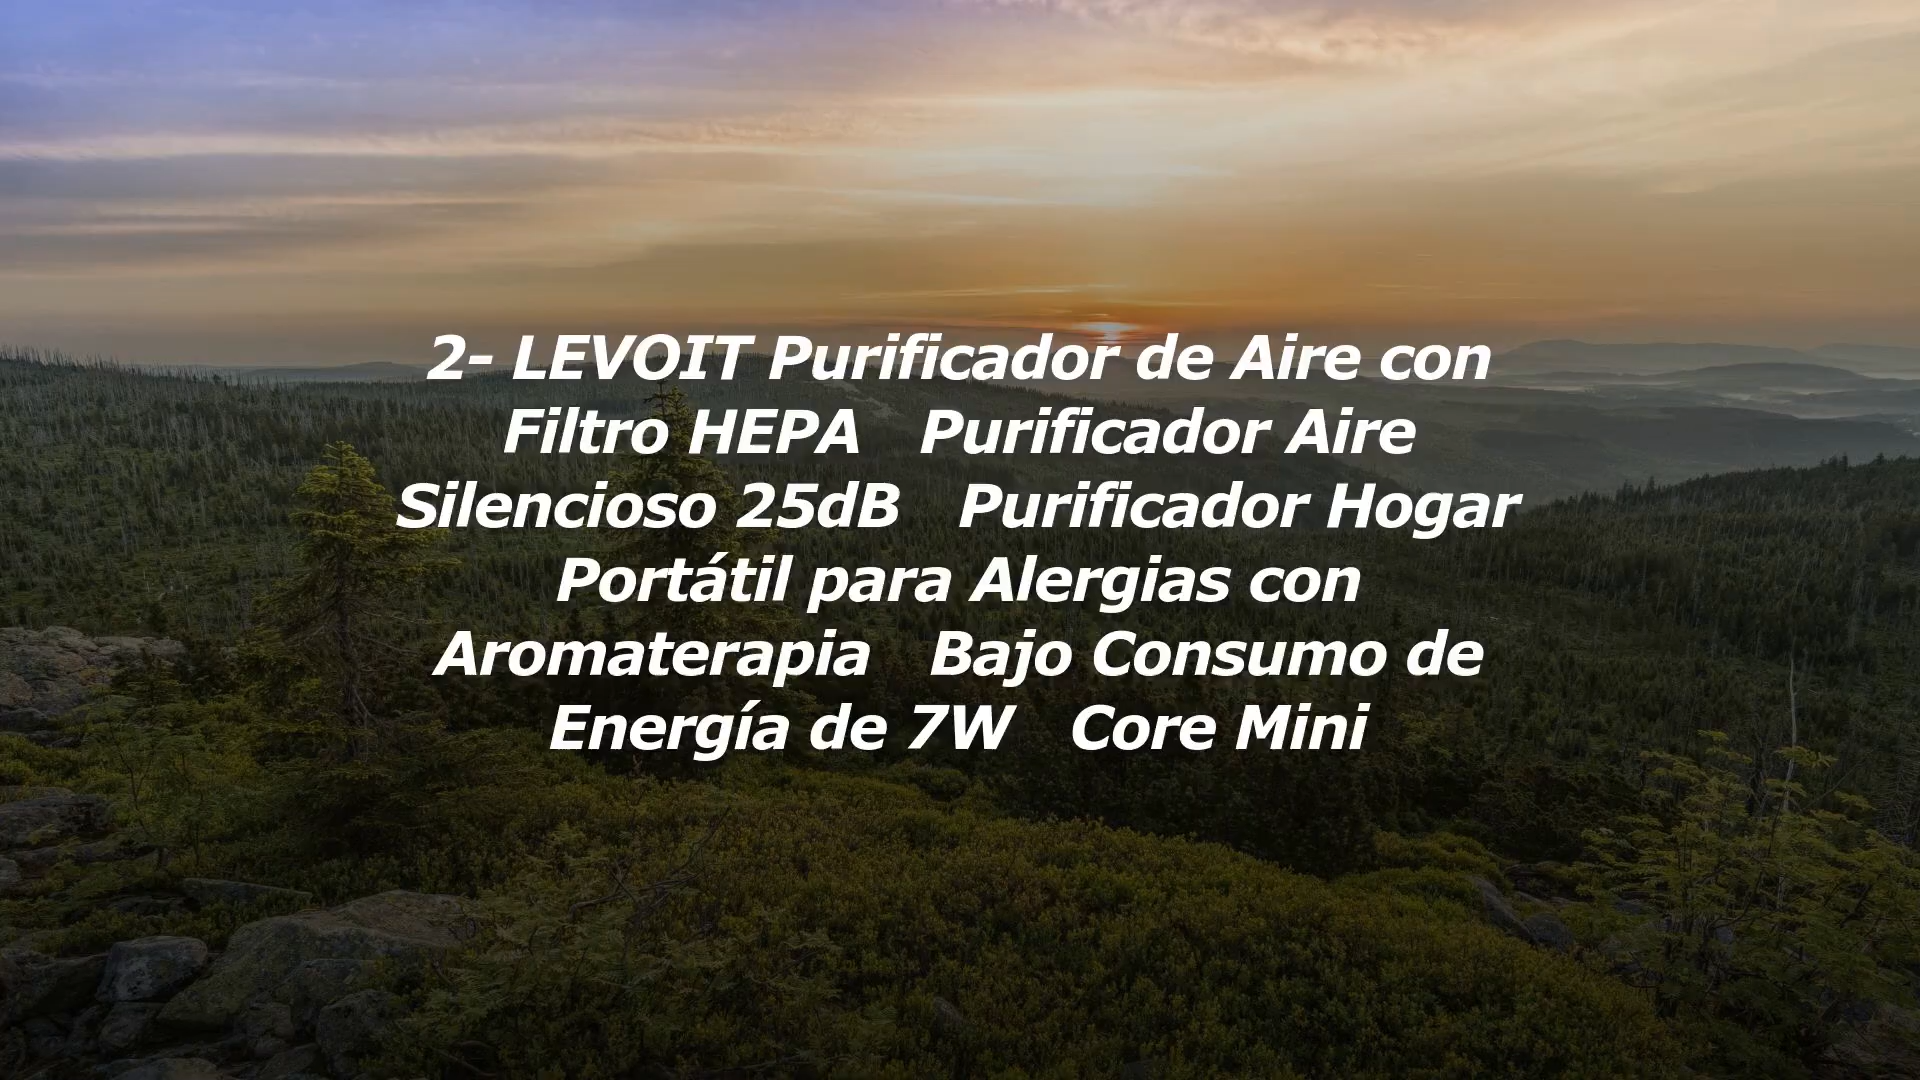 2- LEVOIT Purificador de Aire con
Filtro HEPA   Purificador Aire
Silencioso 25dB   Purificador Hogar
Portátil para Alergias con
Aromaterapia   Bajo Consumo de
Energía de 7W   Core Mini